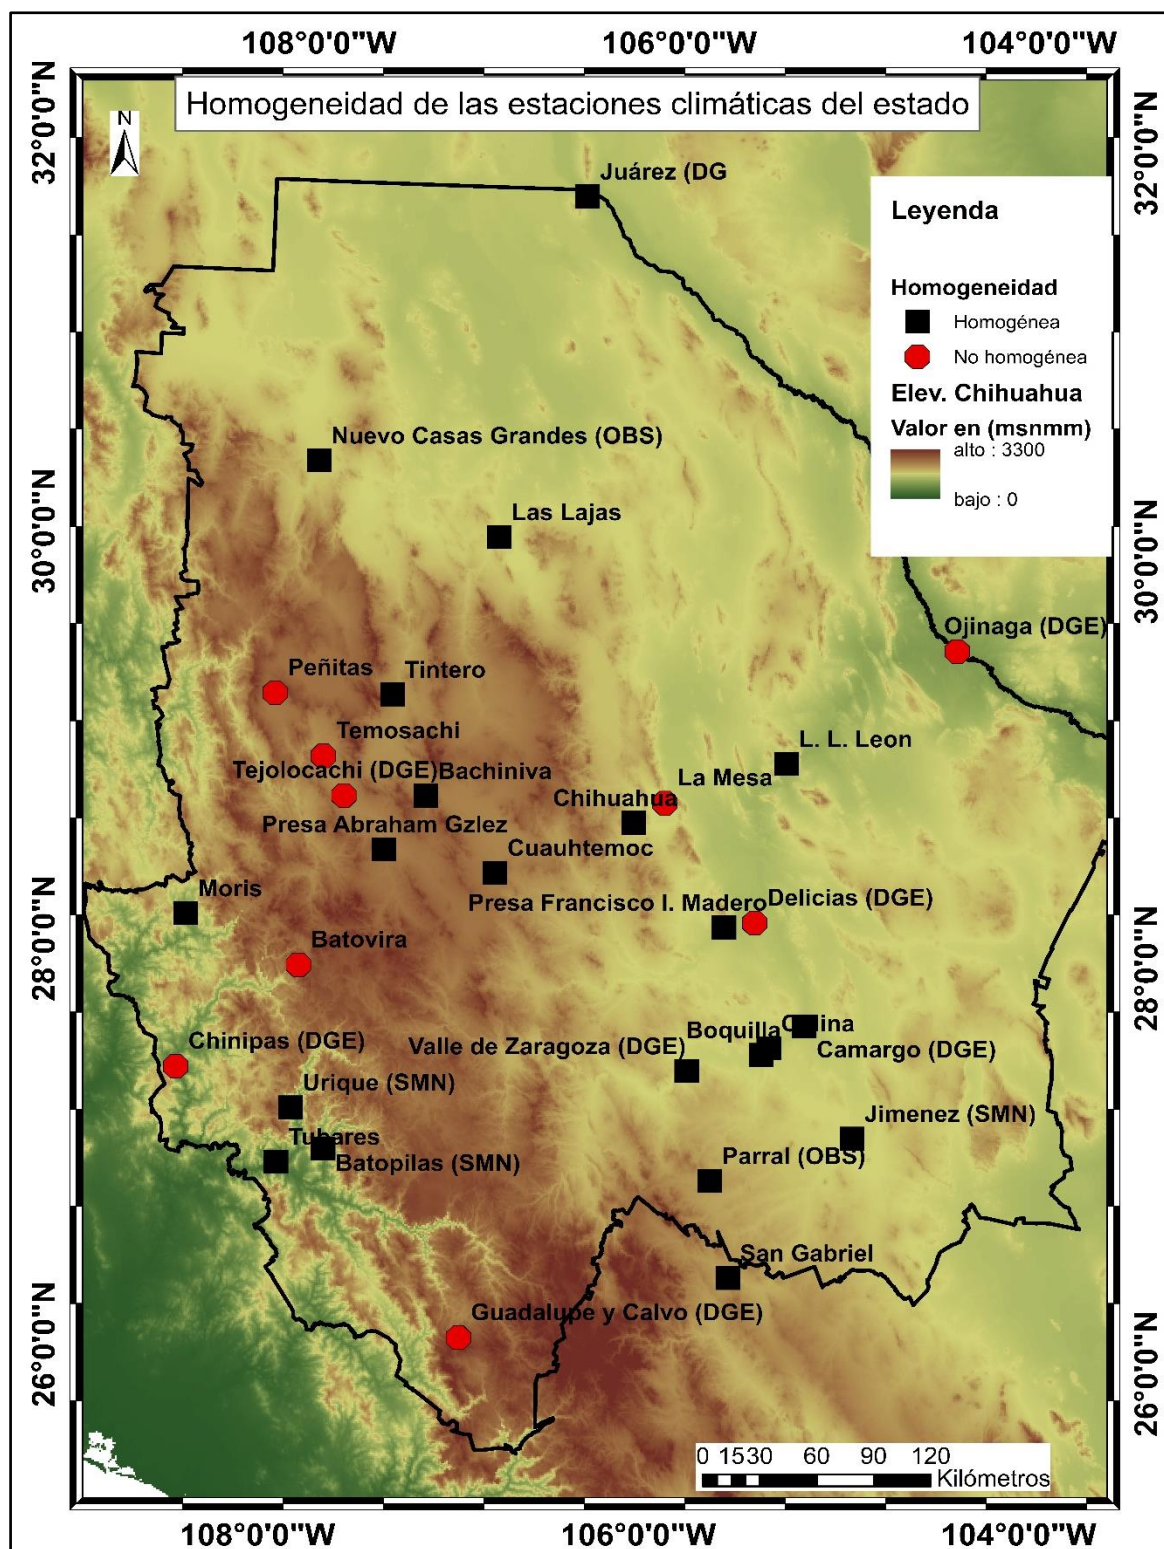 108°0'0"W 106°0'0"W 104°0'0"W
Homogeneidad de las estaciones climáticas del estado
N
32°0'0"N
32°0'0"N
Juárez (DG
Leyenda
Homogeneidad
Homogénea
No homogénea
Elev. Chihuahua
Valor en (msnmm)
alto : 3300
bajo : 0
Nuevo Casas Grandes (OBS)
Las Lajas
30°0'0"N
30°0'0"N
Ojinaga (DGE)
Peñitas
Tintero
Temosachi
L. L. Leon
Tejolocachi (DGE)
Bachiniva
La Mesa
Chihuahua
Presa Abraham Gzlez
Cuauhtemoc
Moris
Presa Francisco I. Madero
Delicias (DGE)
28°0'0"N
28°0'0"N
Batovira
Chinipas (DGE)
Valle de Zaragoza (DGE)
Boquilla
Camargo (DGE)
Urique (SMN)
Jimenez (SMN)
Tubares
Batopilas (SMN)
Parral (OBS)
San Gabriel
Guadalupe y Calvo (DGE)
26°0'0"N
26°0'0"N
0 15 30 60 90 120
Kilómetros
108°0'0"W 106°0'0"W 104°0'0"W